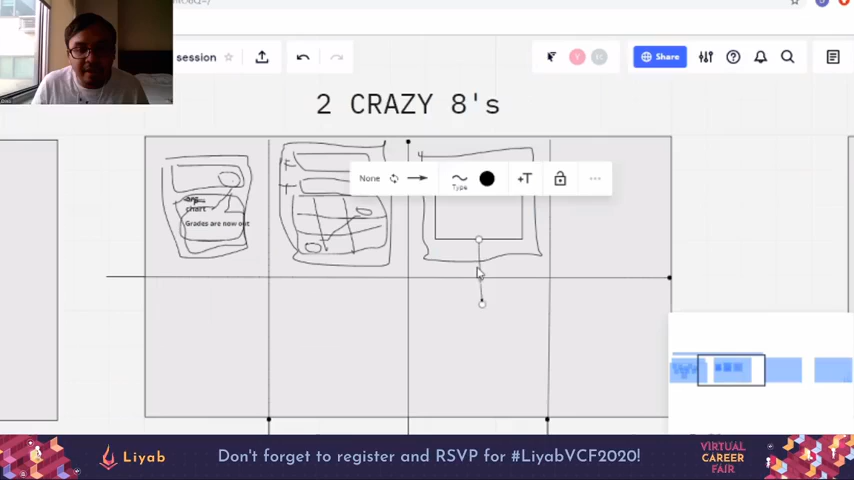 session
Share
2 CRAZY 8's
None
Type
+T
chart
Grades are now out
Liyab
Don't forget to register and RSVP for #LiyabVCF2020!
VIRTUAL
CAREER
FAIR